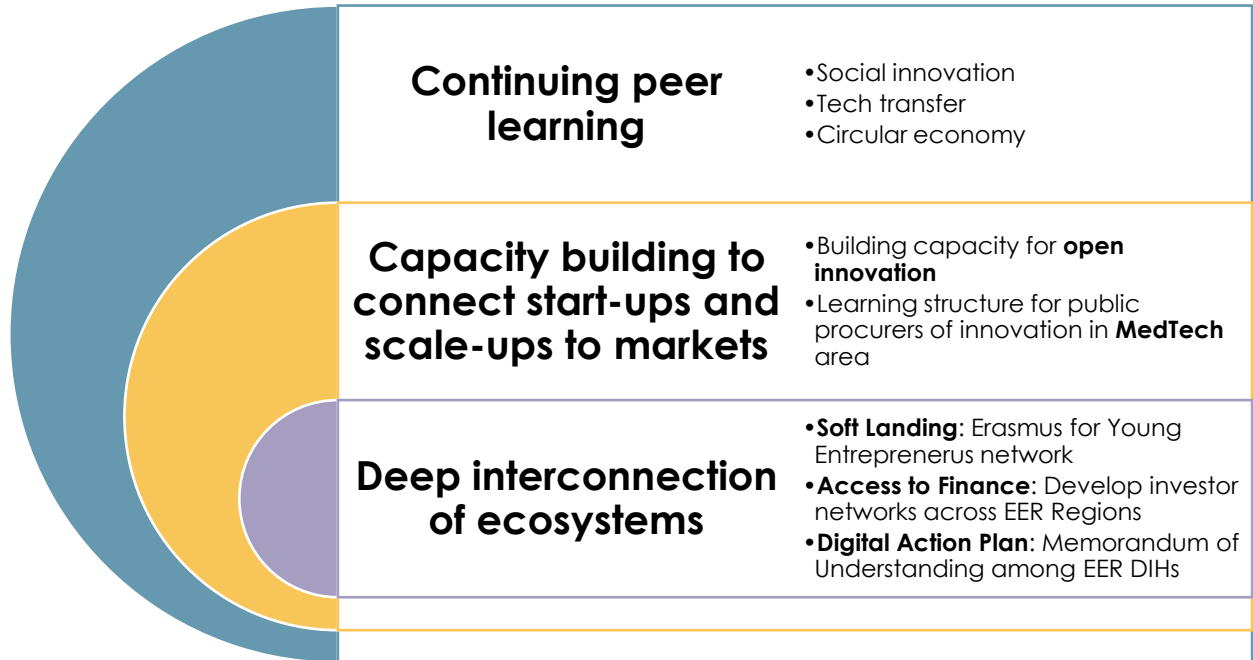 Continuing peer
learning
•Social innovation
•Tech transfer
•Circular economy
Capacity building to
connect start-ups and
scale-ups to markets
•Building capacity for open
innovation
•Learning structure for public
procurers of innovation in MedTech
area
Deep interconnection
of ecosystems
•Soft Landing: Erasmus for Young
Entreprenerus network
•Access to Finance: Develop investor
networks across EER Regions
•Digital Action Plan: Memorandum of
Understanding among EER DIHs